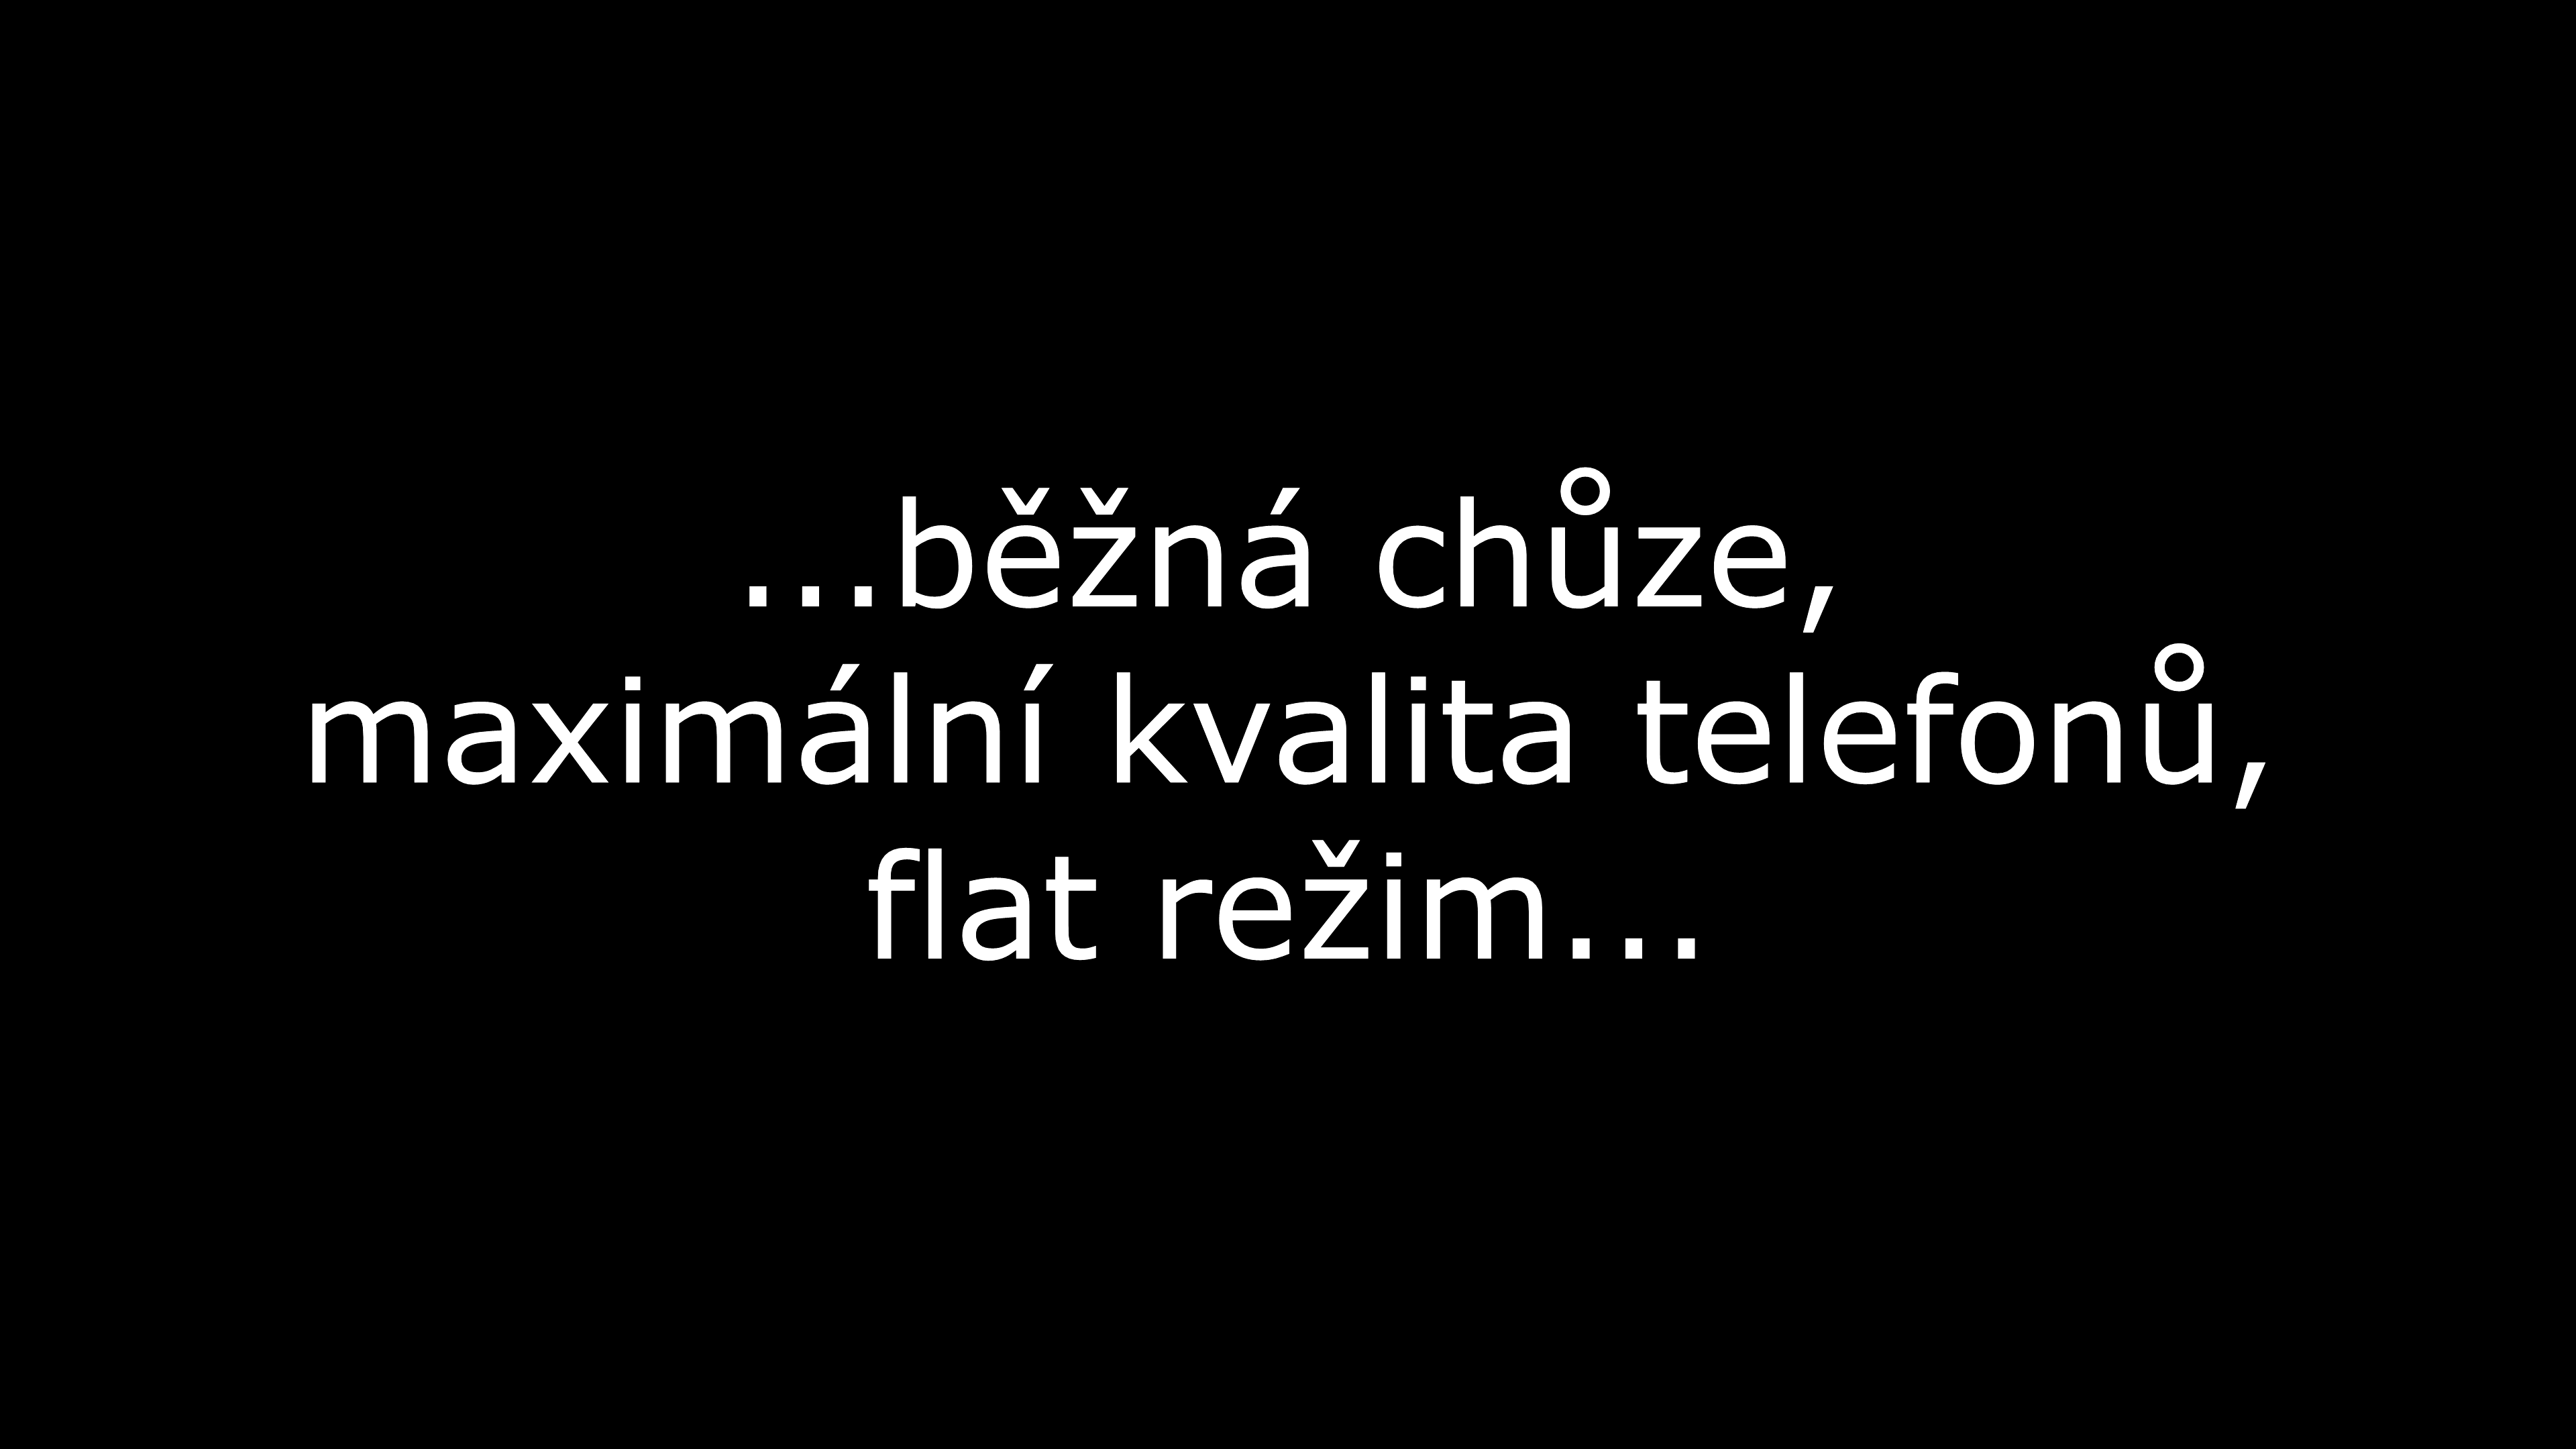 ...běžná chůze,
maximální kvalita telefonů,
flat režim...